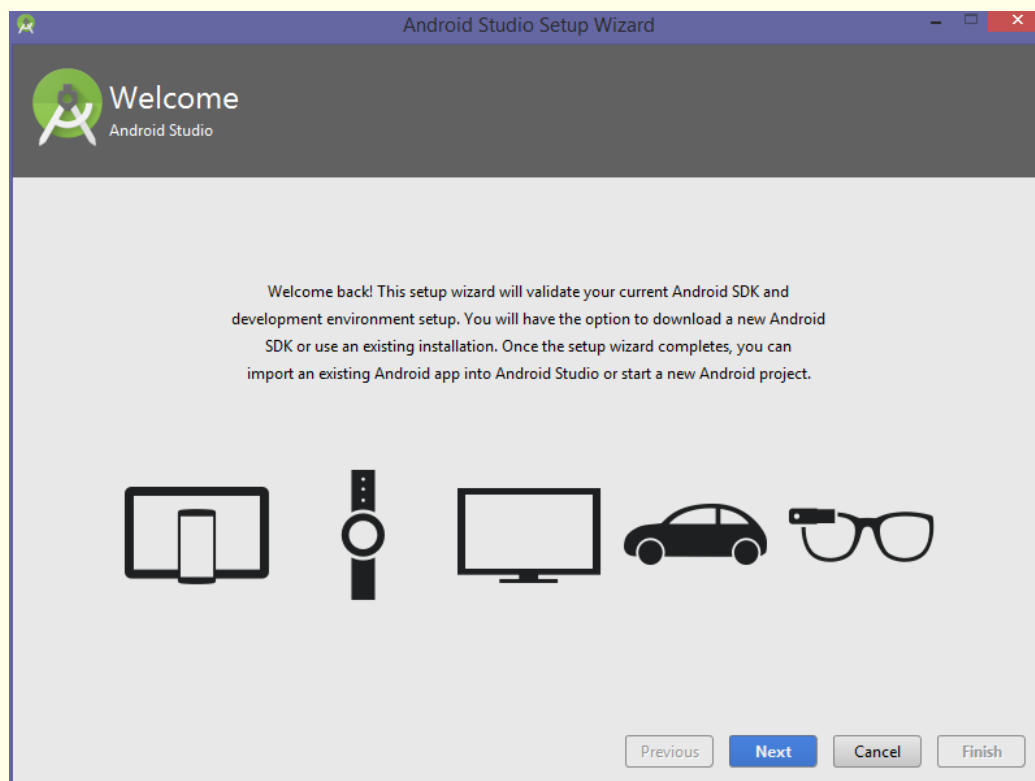 Android Studio Setup Wizard
Welcome
Android Studio
Welcome back! This setup wizard will validate your current Android SDK and
development environment setup. You will have the option to download a new Android
SDK or use an existing installation. Once the setup wizard completes, you can
import an existing Android app into Android Studio or start a new Android project.
Previous Next Cancel Finish